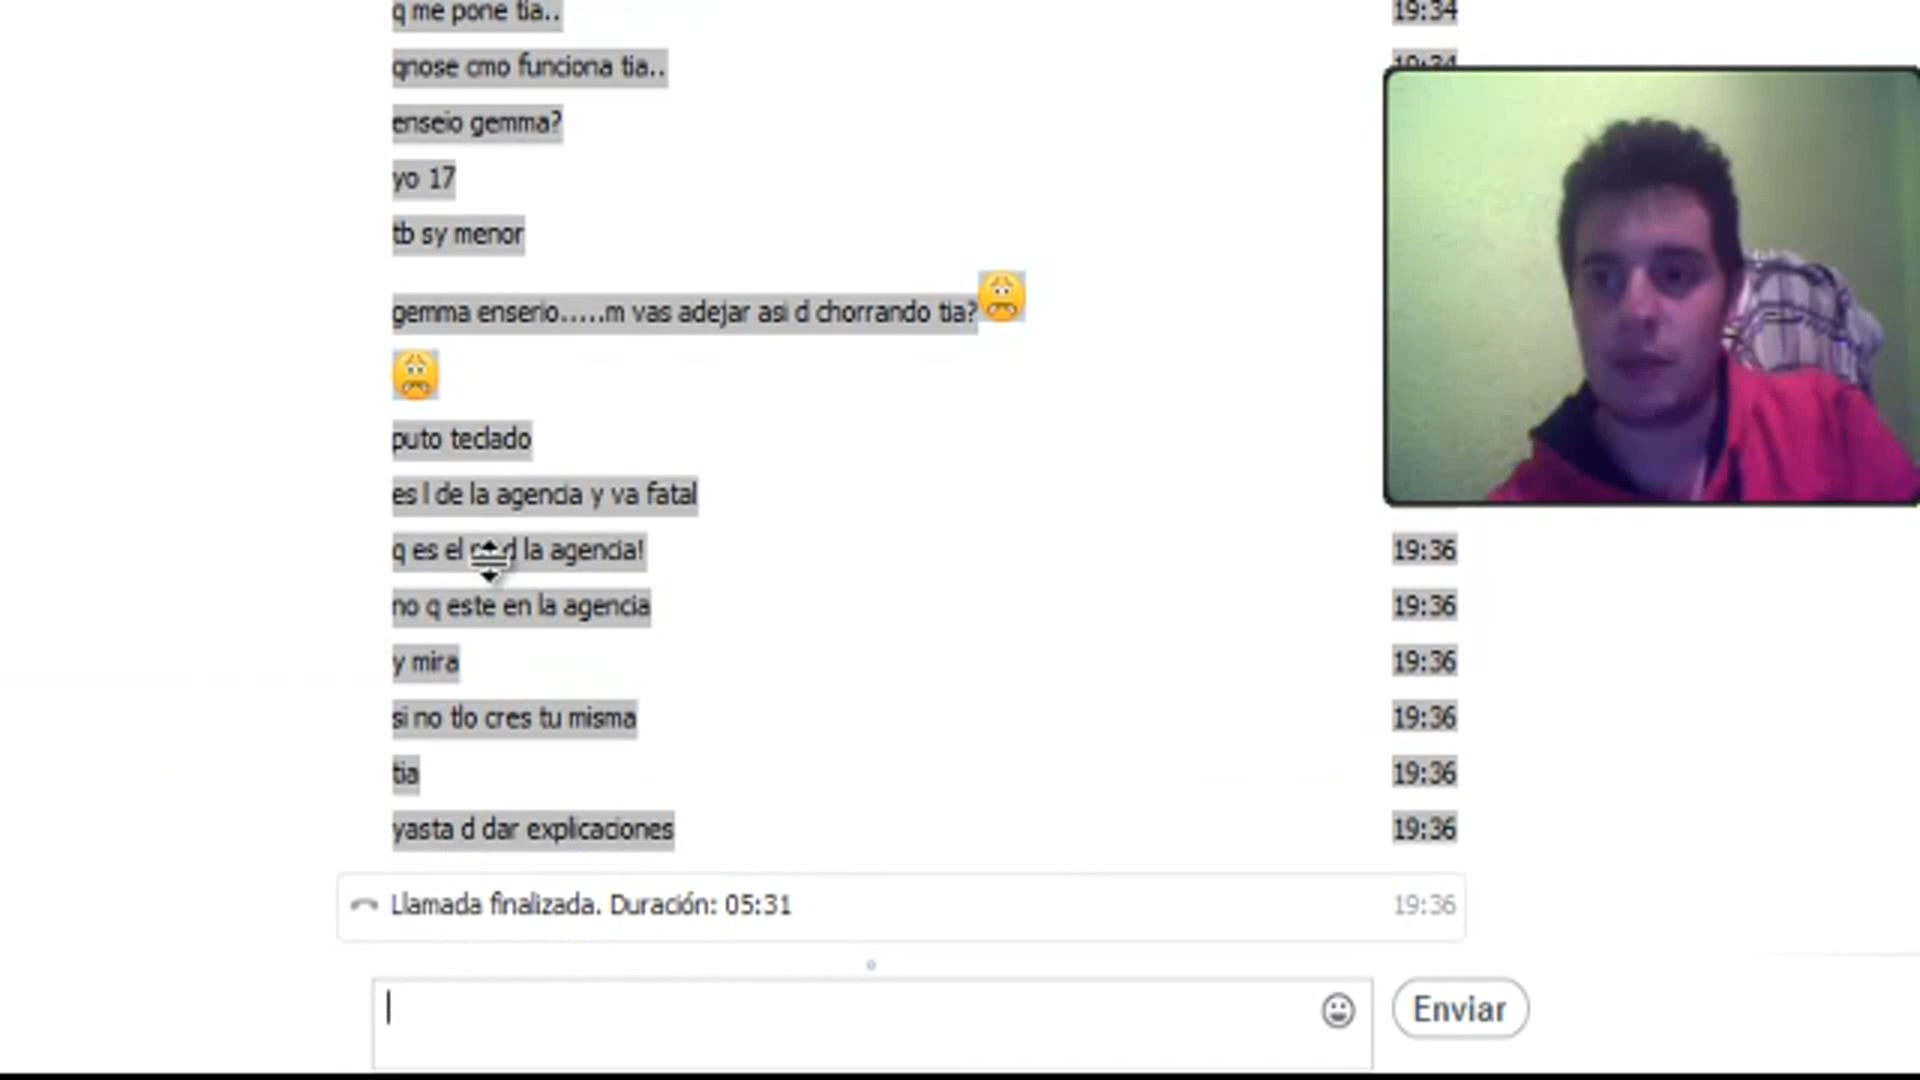 q me pone tia.. 19:34
qnose cmo funciona tia.. 19:34
enseio gemma?
yo 17
tb sy menor
gemma enserio.....m vas adejar asi d chorrando tia?
puto teclado
es l de la agencia y va fatal
q es el d la agencia! 19:36
no q este en la agencia 19:36
y mira 19:36
si no tlo cres tu misma 19:36
tia 19:36
yasta d dar explicaciones 19:36
Llamada finalizada. Duración: 05:31 19:36
Enviar